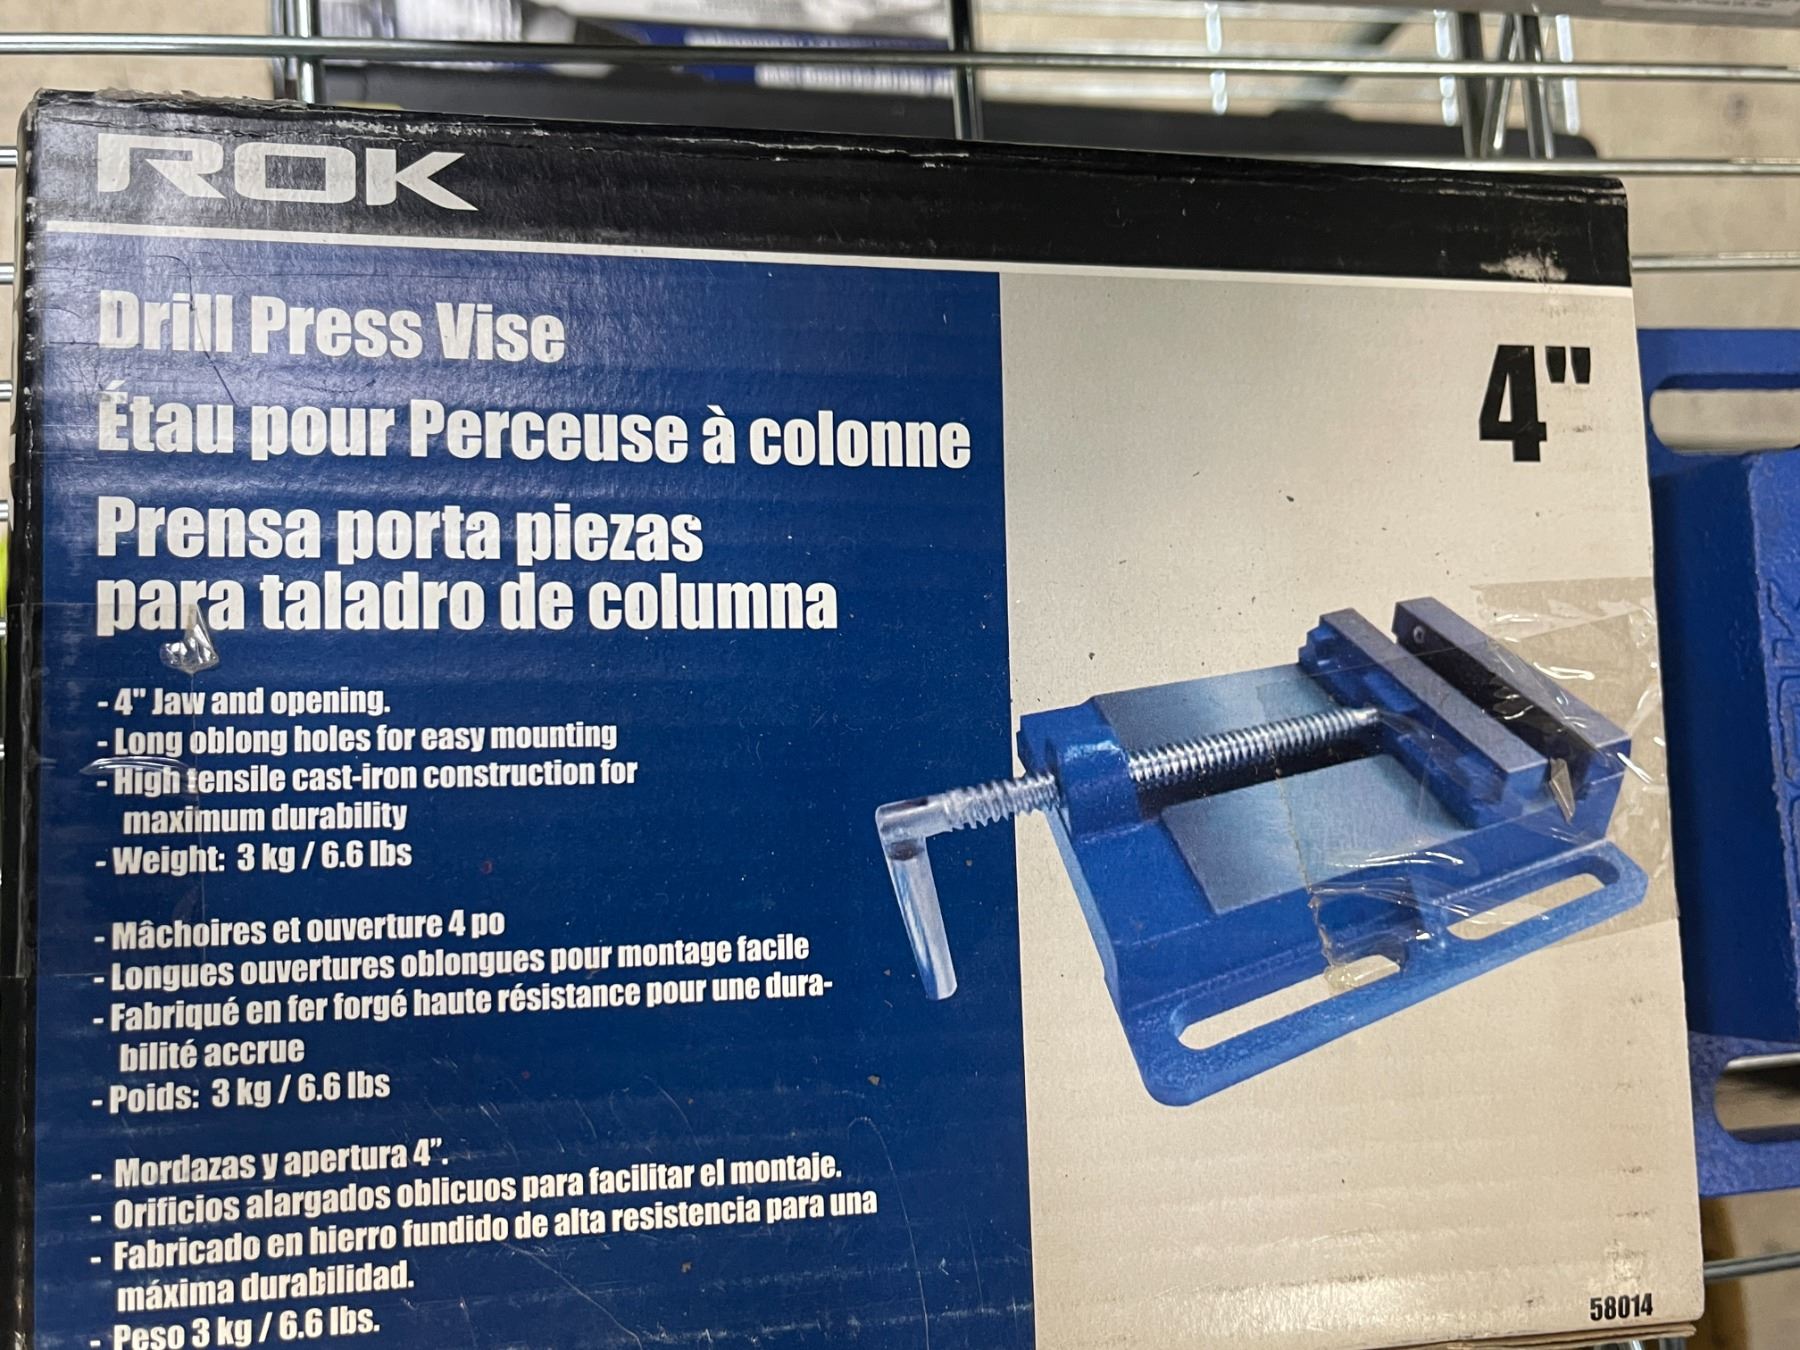 ROK
Drill Press Vise
Étau pour Perceuse à colonne
Prensa porta piezas
para taladro de columna
4"
- 4" Jaw and opening.
- Long oblong holes for easy mounting
- High tensile cast-iron construction for
maximum durability
- Weight: 3 kg / 6.6 lbs
- Mâchoires et ouverture 4 po
- Longues ouvertures oblongues pour montage facile
- Fabriqué en fer forgé haute résistance pour une dura-
bilité accrue
- Poids: 3 kg / 6.6 lbs
- Mordazas y apertura 4”.
- Orificios alargados oblicuos para facilitar el montaje.
- Fabricado en hierro fundido de alta resistencia para una
máxima durabilidad.
- Peso 3 kg / 6.6 lbs.
58014